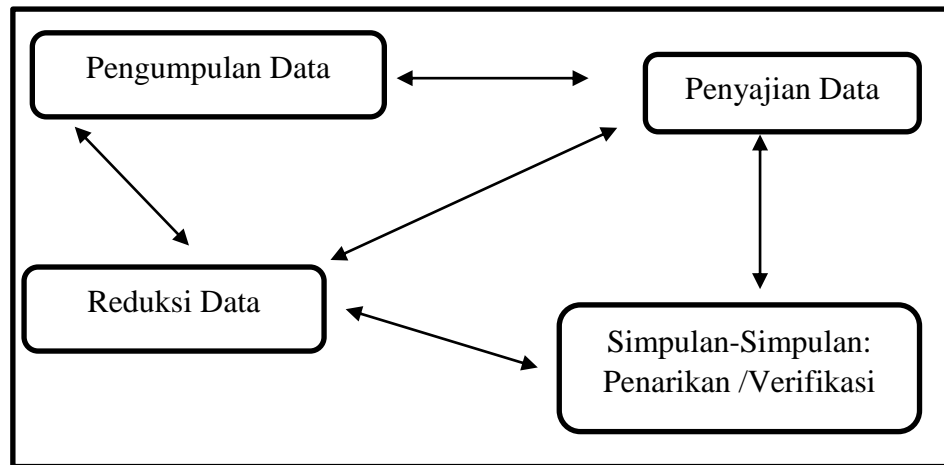 Pengumpulan Data
Penyajian Data
Reduksi Data
Simpulan-Simpulan:
Penarikan /Verifikasi